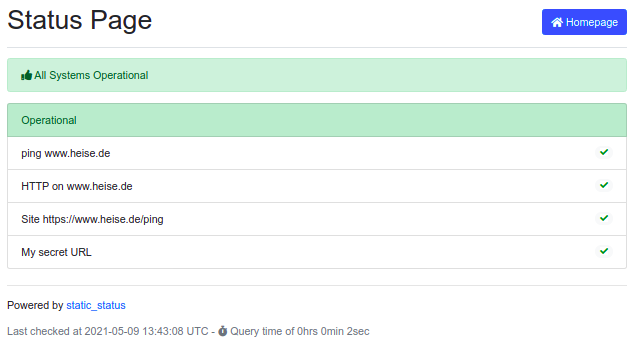 Status Page
Homepage
All Systems Operational
Operational
ping www.heise.de
HTTP on www.heise.de
Site https://www.heise.de/ping
My secret URL
Powered by static_status
Last checked at 2021-05-09 13:43:08 UTC - Query time of 0hrs 0min 2sec